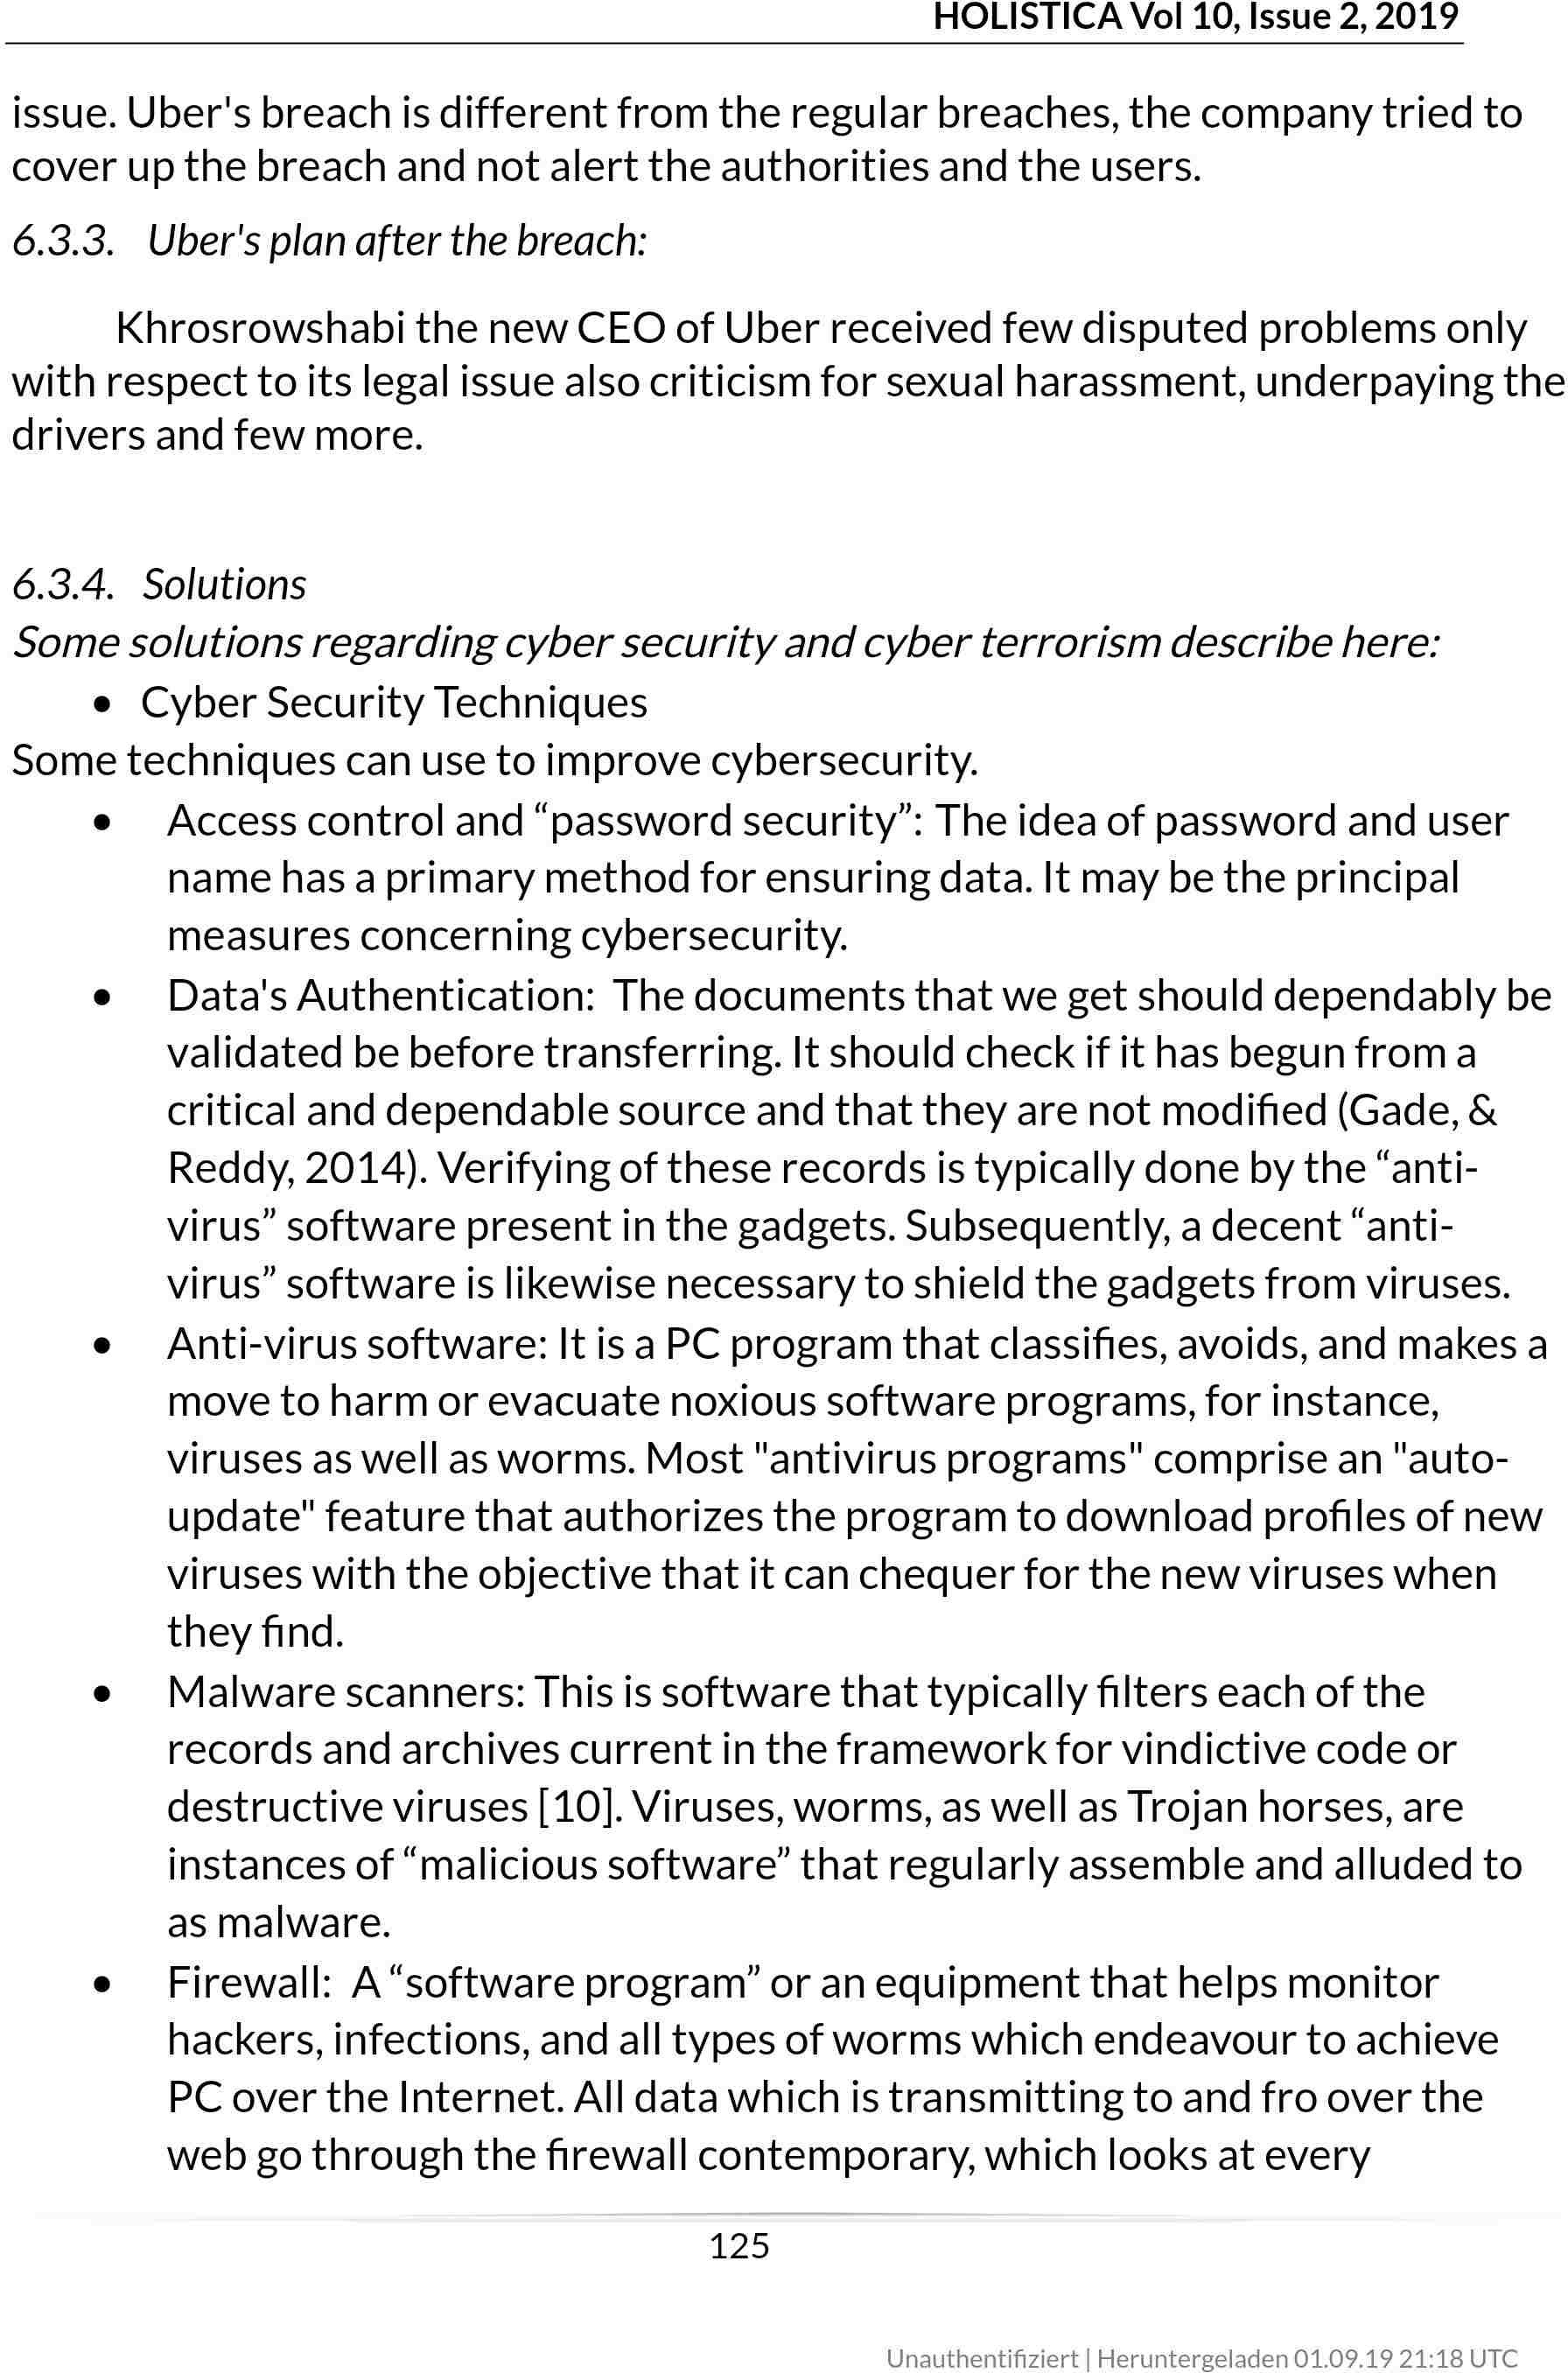 HOLISTICA Vol 10, Issue 2, 2019
issue. Uber's breach is different from the regular breaches, the company tried to
cover up the breach and not alert the authorities and the users.
6.3.3. Uber's plan after the breach:
Khrosrowshabi the new CEO of Uber received few disputed problems only
with respect to its legal issue also criticism for sexual harassment, underpaying the
drivers and few more.
6.3.4. Solutions
Some solutions regarding cyber security and cyber terrorism describe here:
• Cyber Security Techniques
Some techniques can use to improve cybersecurity.
• Access control and “password security”: The idea of password and user
name has a primary method for ensuring data. It may be the principal
measures concerning cybersecurity.
• Data's Authentication: The documents that we get should dependably be
validated be before transferring. It should check if it has begun from a
critical and dependable source and that they are not modified (Gade, &
Reddy, 2014). Verifying of these records is typically done by the “anti-
virus” software present in the gadgets. Subsequently, a decent “anti-
virus” software is likewise necessary to shield the gadgets from viruses.
• Anti-virus software: It is a PC program that classifies, avoids, and makes a
move to harm or evacuate noxious software programs, for instance,
viruses as well as worms. Most "antivirus programs" comprise an "auto-
update" feature that authorizes the program to download profiles of new
viruses with the objective that it can chequer for the new viruses when
they find.
• Malware scanners: This is software that typically filters each of the
records and archives current in the framework for vindictive code or
destructive viruses [10]. Viruses, worms, as well as Trojan horses, are
instances of “malicious software” that regularly assemble and alluded to
as malware.
• Firewall: A “software program” or an equipment that helps monitor
hackers, infections, and all types of worms which endeavour to achieve
PC over the Internet. All data which is transmitting to and fro over the
web go through the firewall contemporary, which looks at every
125
Unauthentifiziert | Heruntergeladen 01.09.19 21:18 UTC